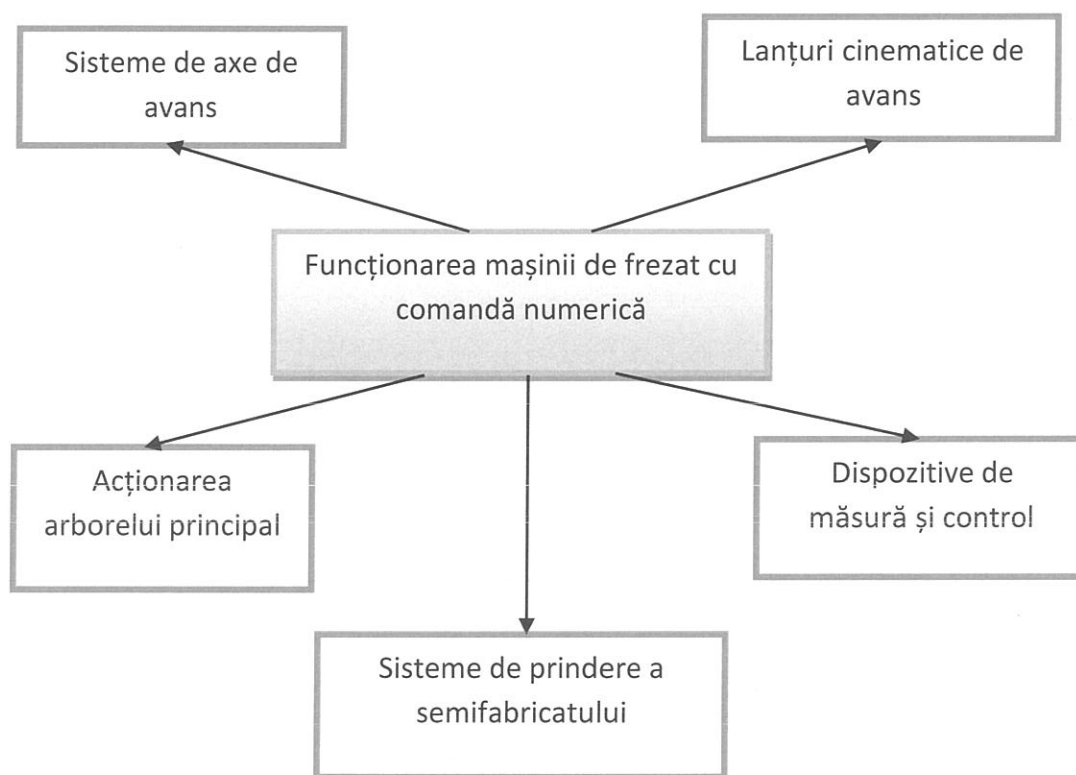 Sisteme de axe de
avans
Lanțuri cinematice de
avans
Funcționarea mașinii de frezat cu
comandă numerică
Acționarea
arborelui principal
Dispozitive de
măsură și control
Sisteme de prindere a
semifabricatului